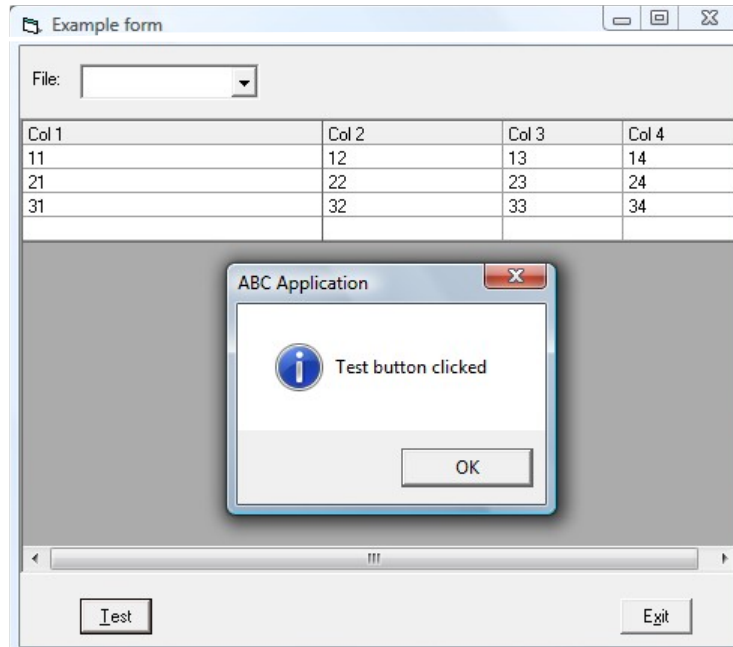 Example form
File:
Col 1 Col 2 Col 3 Col 4
11 12 13 14
21 22 23 24
31 32 33 34
ABC Application
Test button clicked
OK
Test Exit